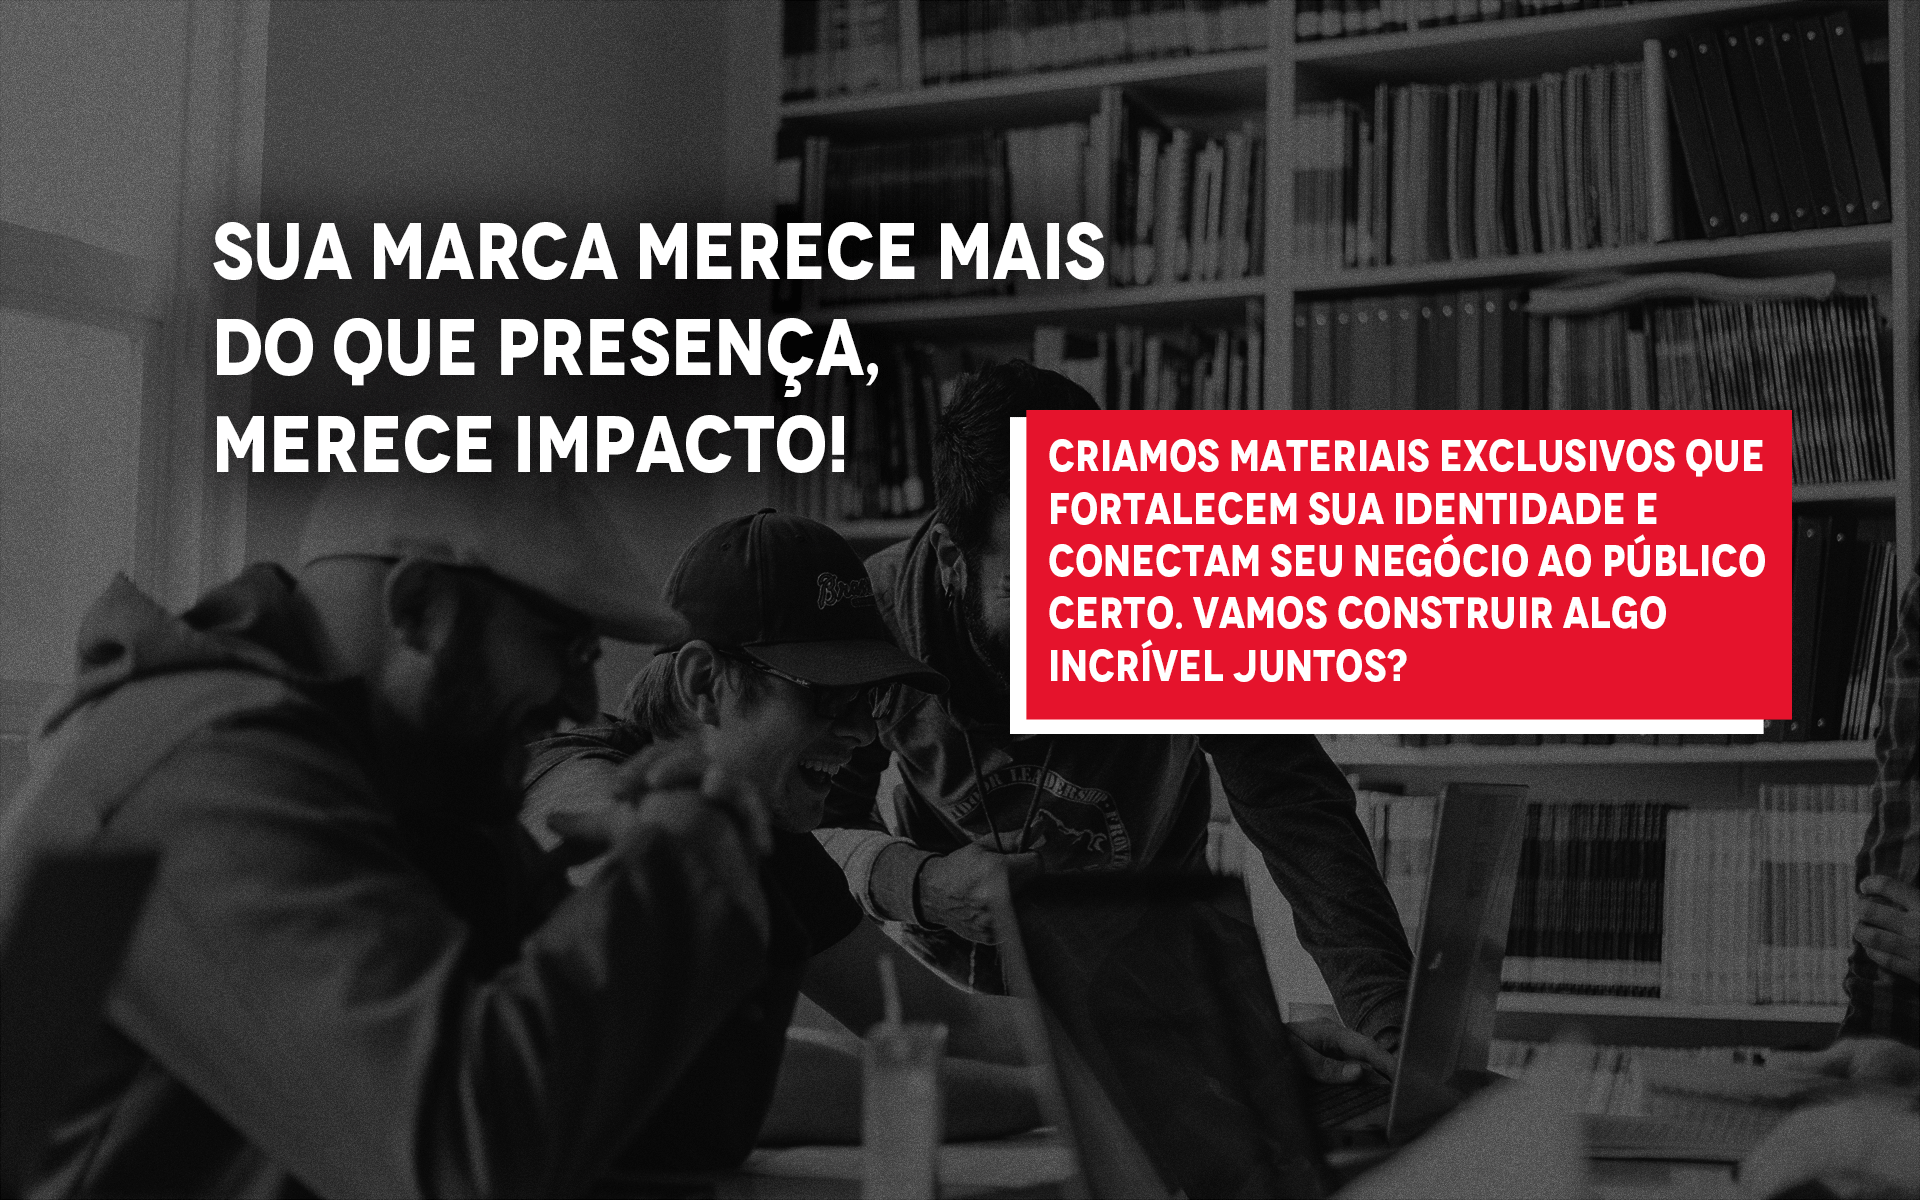 SUA MARCA MERECE MAIS
DO QUE PRESENÇA,
MERECE IMPACTO!
CRIAMOS MATERIAIS EXCLUSIVOS QUE
FORTALECEM SUA IDENTIDADE E
CONECTAM SEU NEGÓCIO AO PÚBLICO
CERTO. VAMOS CONSTRUIR ALGO
INCRÍVEL JUNTOS?